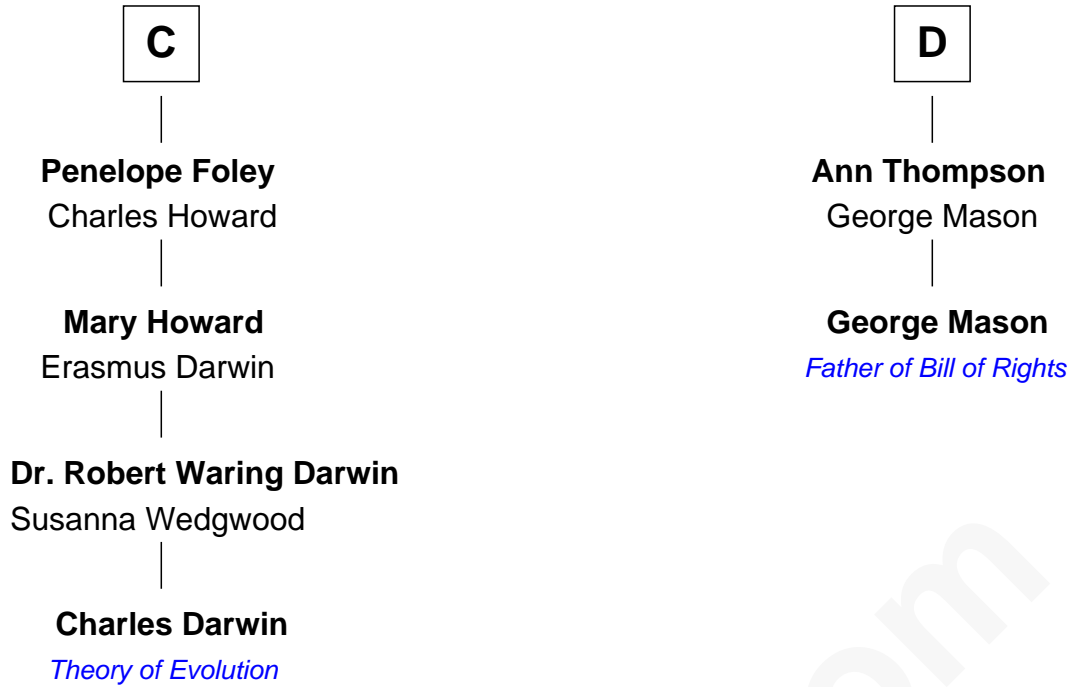 C
Penelope Foley
Charles Howard
Mary Howard
Erasmus Darwin
Dr. Robert Waring Darwin
Susanna Wedgwood
Charles Darwin
Theory of Evolution
D
Ann Thompson
George Mason
George Mason
Father of Bill of Rights
om